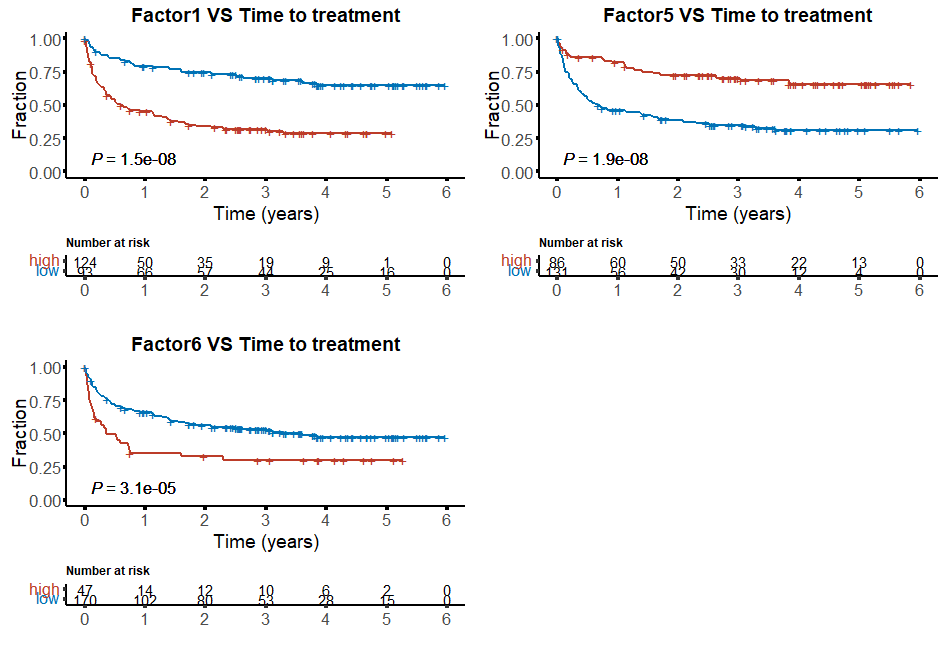 Factor1 VS Time to treatment
Fraction
1.00
0.75
0.50
0.25
0.00
P = 1.5e-08
0 1 2 3 4 5 6
Time (years)
Number at risk
high 124 50 35 19 9 1 0
low 93 66 57 44 25 16 0
0 1 2 3 4 5 6
Factor5 VS Time to treatment
Fraction
1.00
0.75
0.50
0.25
0.00
P = 1.9e-08
0 1 2 3 4 5 6
Time (years)
Number at risk
high 86 60 50 33 22 13 0
low 131 56 42 30 12 4 0
0 1 2 3 4 5 6
Factor6 VS Time to treatment
Fraction
1.00
0.75
0.50
0.25
0.00
P = 3.1e-05
0 1 2 3 4 5 6
Time (years)
Number at risk
high 47 14 12 10 6 2 0
low 170 102 80 53 28 15 0
0 1 2 3 4 5 6